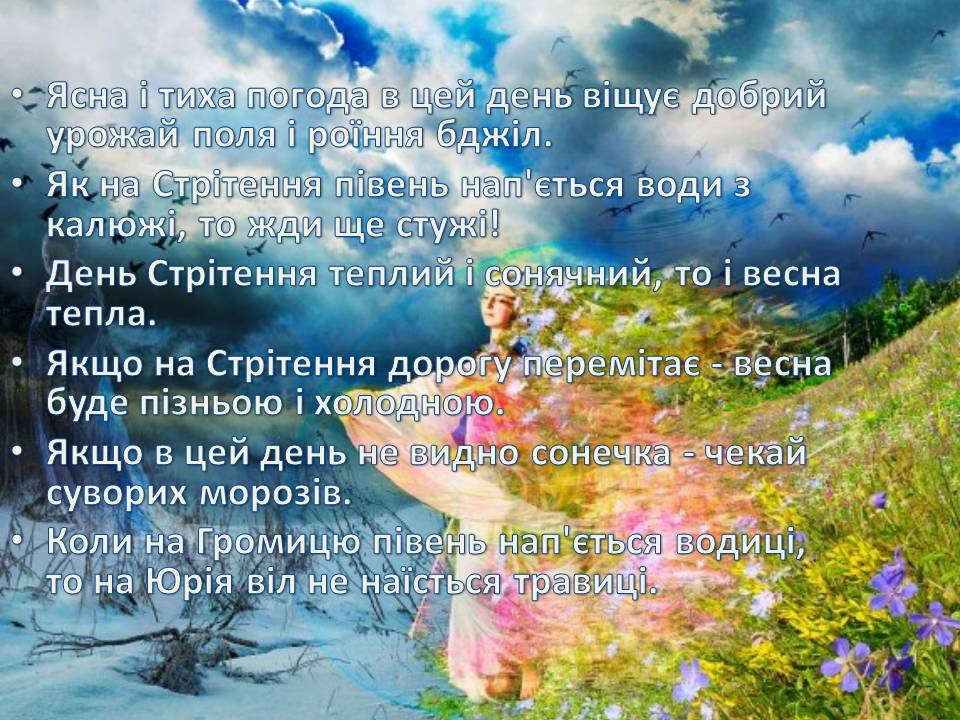 • Ясна і тиха погода в цей день віщує добрий
урожай поля і роїння бджіл.
• Як на Стрітення півень нап'ється води з
калюжі, то жди ще стужі!
• День Стрітення теплий і сонячний, то і весна
тепла.
• Якщо на Стрітення дорогу перемітає - весна
буде пізньою і холодною.
• Якщо в цей день не видно сонечка - чекай
суворих морозів.
• Коли на Громицю півень нап'ється водиці,
то на Юрія віл не наїсться травиці.